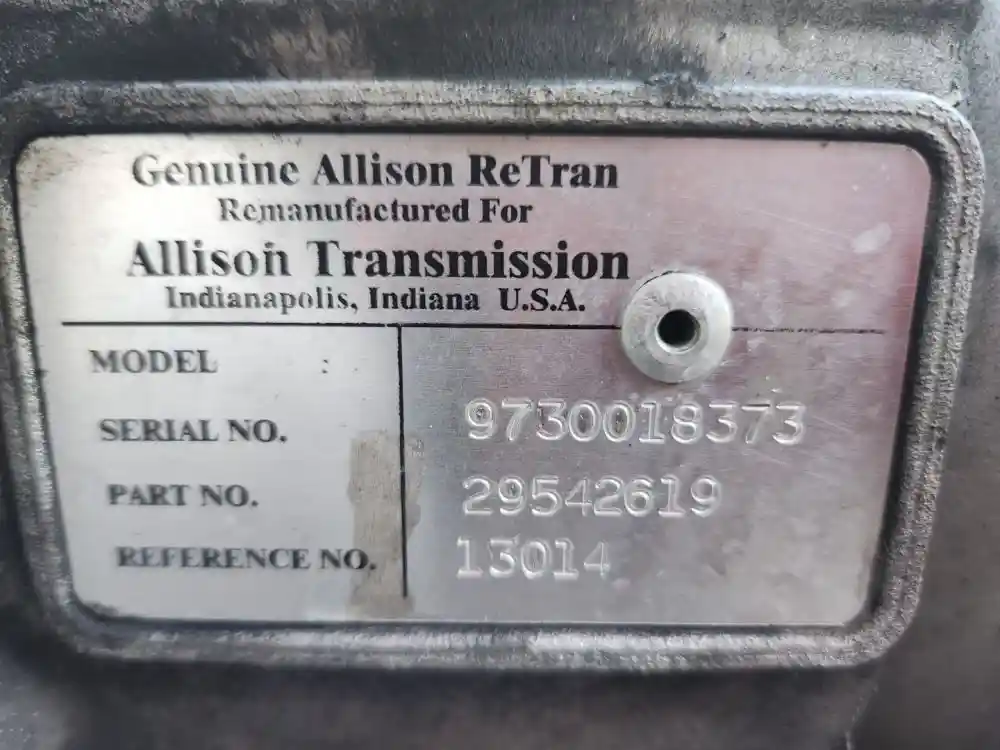 Genuine Allison ReTran
Remanufactured For
Allison Transmission
Indianapolis, Indiana U.S.A.
MODEL :
SERIAL NO. 9730018373
PART NO. 29542619
REFERENCE NO. 13014